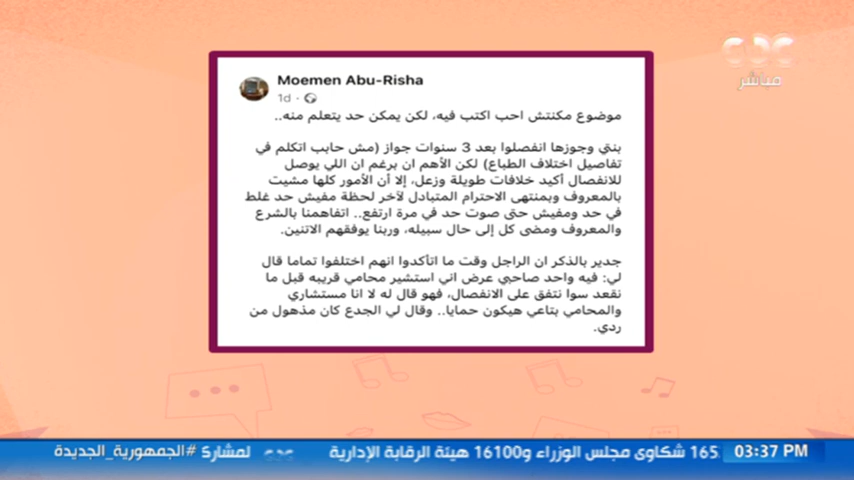 cbc
مباشر
Moemen Abu-Risha
1d ·
موضوع مكنتش احب اكتب فيه، لكن يمكن حد يتعلم منه..
بنتي وجوزها انفصلوا بعد 3 سنوات جواز (مش حابب اتكلم في
تفاصيل اختلاف الطباع) لكن الأهم ان برغم ان اللي يوصل
للانفصال أكيد خلافات طويلة وزعل، إلا أن الأمور كلها مشيت
بالمعروف وبمنتهى الاحترام المتبادل لآخر لحظة مفيش حد غلط
في حد ومفيش حتى صوت حد في مرة ارتفع.. اتفاهمنا بالشرع
والمعروف ومضى كل إلى حال سبيله، وربنا يوفقهم الاتنين.
جدير بالذكر ان الراجل وقت ما اتأكدوا انهم اختلفوا تماما قال
لي: فيه واحد صاحبي عرض اني استشير محامي قريبه قبل ما
نقعد سوا نتفق على الانفصال، فهو قال له لا انا مستشاري
والمحامي بتاعي هيكون حمايا.. وقال لي الجدع كان مذهول من
ردي.
03:37 PM
165 شكاوى مجلس الوزراء و16100 هيئة الرقابة الإدارية cbc لمشارك #الجمهورية_الجديدة